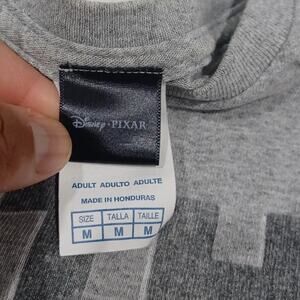 Disney · PIXAR
ADULT ADULTO ADULTE
MADE IN HONDURAS
SIZE TALLA TAILLE
M M M